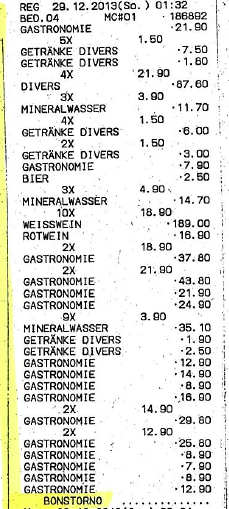 REG 29.12.2013(So.) 01:32
BED.04 MC#01 ·186892
GASTRONOMIE ·21.90
5X 1.50
GETRÄNKE DIVERS ·7.50
GETRÄNKE DIVERS ·1.80
4X 21.90
DIVERS ·87.60
3X 3.90
MINERALWASSER ·11.70
4X 1.50
GETRÄNKE DIVERS ·6.00
2X 1.50
GETRÄNKE DIVERS ·3.00
GASTRONOMIE ·7.90
BIER ·2.50
3X 4.90
MINERALWASSER ·14.70
10X 18.90
WEISSWEIN ·189.00
ROTWEIN ·16.90
2X 18.90
GASTRONOMIE ·37.80
2X 21.90
GASTRONOMIE ·43.80
GASTRONOMIE ·21.90
GASTRONOMIE ·24.90
9X 3.90
MINERALWASSER ·35.10
GETRÄNKE DIVERS ·1.90
GETRÄNKE DIVERS ·2.50
GASTRONOMIE ·12.90
GASTRONOMIE ·14.90
GASTRONOMIE ·8.90
GASTRONOMIE ·16.90
2X 14.90
GASTRONOMIE ·29.80
2X 12.90
GASTRONOMIE ·25.80
GASTRONOMIE ·8.90
GASTRONOMIE ·7.90
GASTRONOMIE ·8.90
GASTRONOMIE ·12.90
BONSTORNO ..............